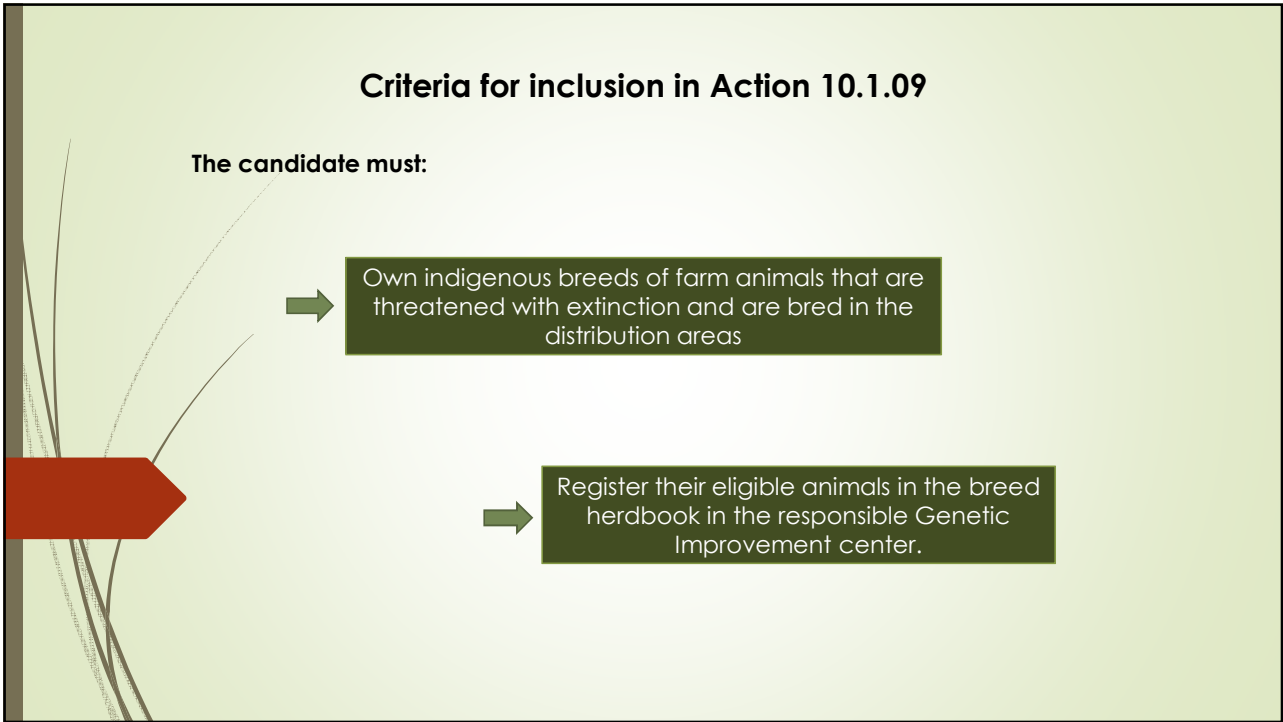 Criteria for inclusion in Action 10.1.09
The candidate must:
Own indigenous breeds of farm animals that are
threatened with extinction and are bred in the
distribution areas
Register their eligible animals in the breed
herdbook in the responsible Genetic
Improvement center.